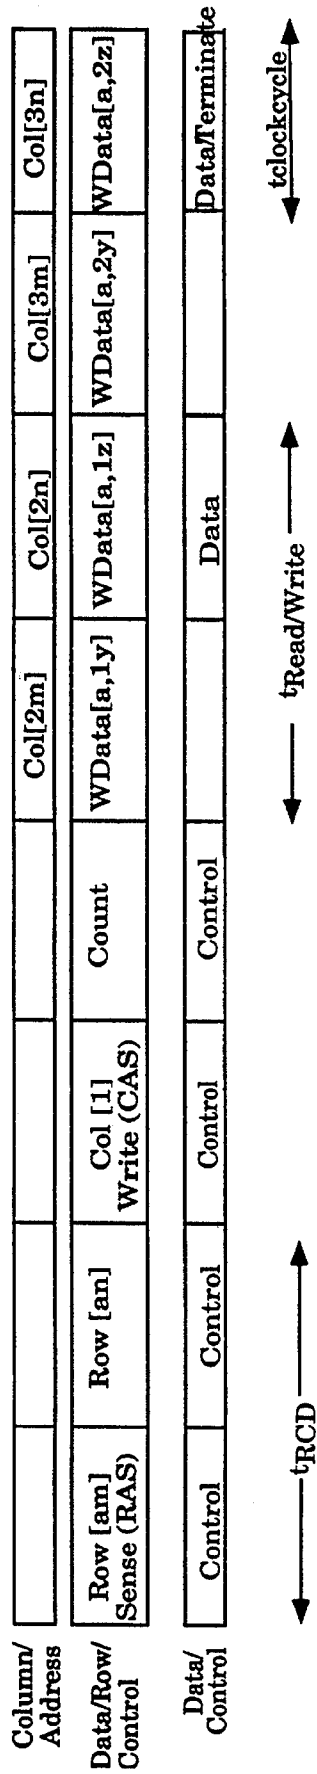 Column/
Address
Col[2m]
Col[2n]
Col[3m]
Col[3n]
Data/Row/
Control
Row [am]
Sense (RAS)
Row [an]
Col [1]
Write (CAS)
Count
WData[a,1y]
WData[a,1z]
WData[a,2y]
WData[a,2z]
Data/
Control
Control
Control
Control
Control
Data
Data/Terminate
tRCD
tRead/Write
tclockcycle